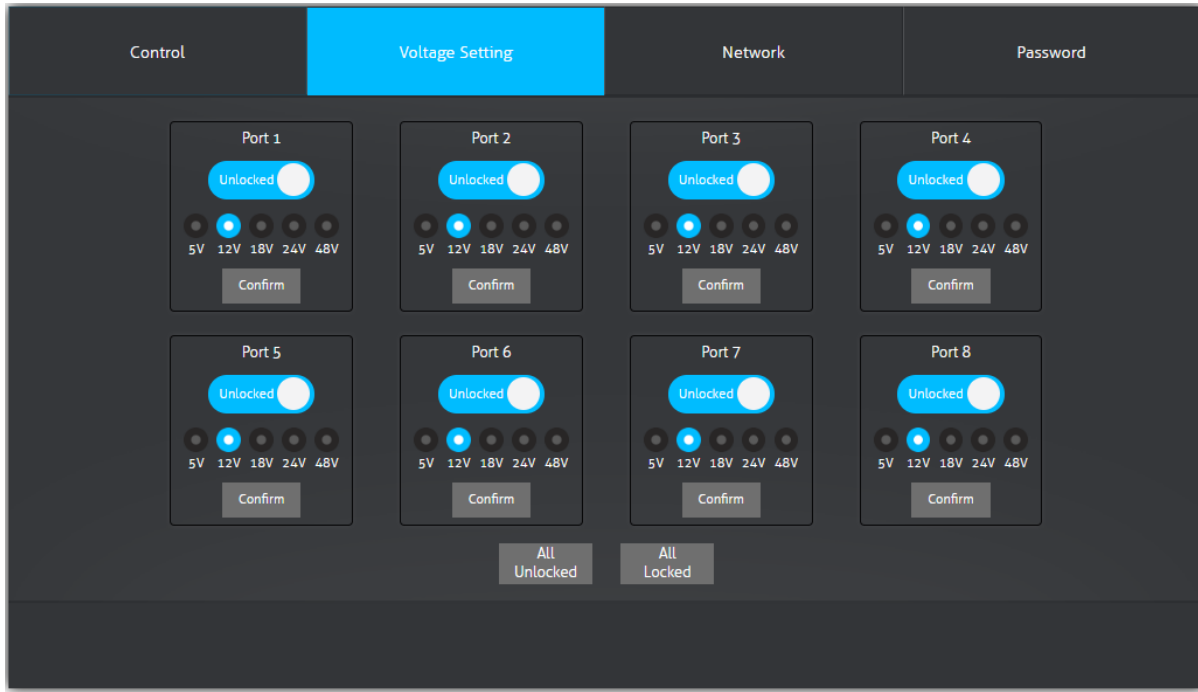 Control Voltage Setting Network Password
Port 1 Port 2 Port 3 Port 4
Unlocked Unlocked Unlocked Unlocked
5V 12V 18V 24V 48V 5V 12V 18V 24V 48V 5V 12V 18V 24V 48V 5V 12V 18V 24V 48V
Confirm Confirm Confirm Confirm
Port 5 Port 6 Port 7 Port 8
Unlocked Unlocked Unlocked Unlocked
5V 12V 18V 24V 48V 5V 12V 18V 24V 48V 5V 12V 18V 24V 48V 5V 12V 18V 24V 48V
Confirm Confirm Confirm Confirm
All All
Unlocked Locked